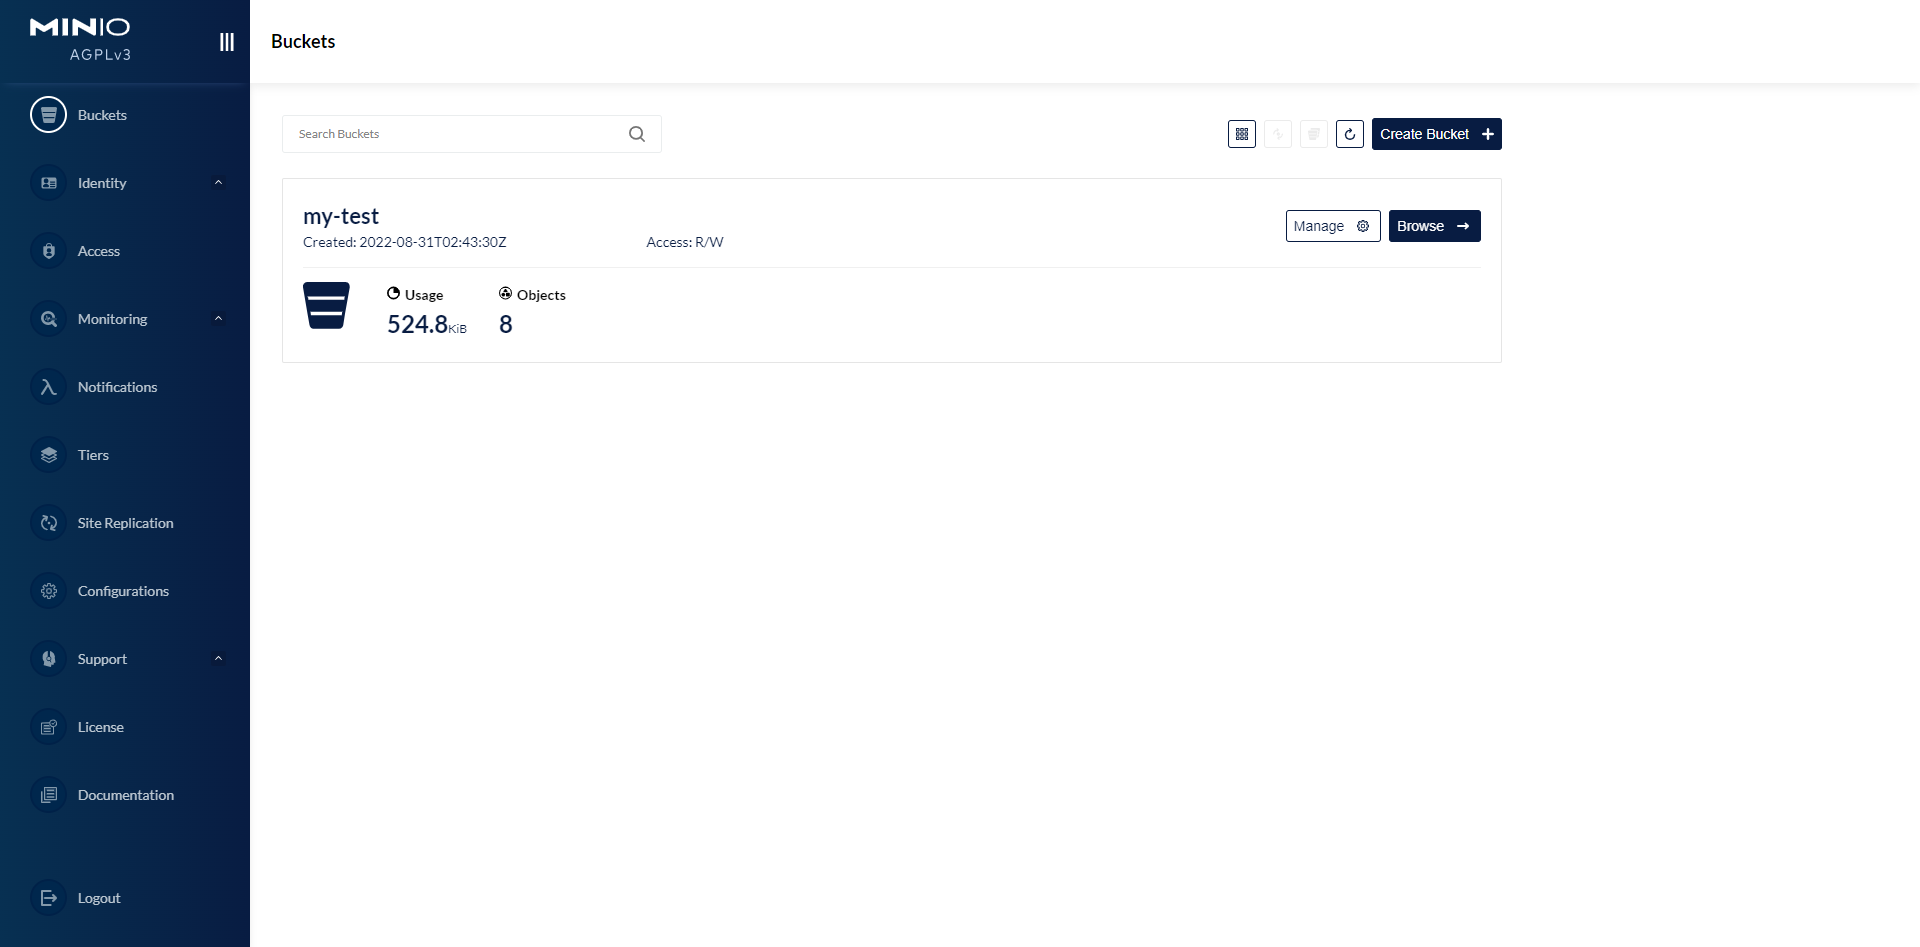 MINIO
AGPLv3
Buckets
Identity
Access
Monitoring
Notifications
Tiers
Site Replication
Configurations
Support
License
Documentation
Logout
Buckets
Search Buckets
Create Bucket
my-test
Created: 2022-08-31T02:43:30Z Access: R/W
Manage
Browse
Usage Objects
524.8KiB 8